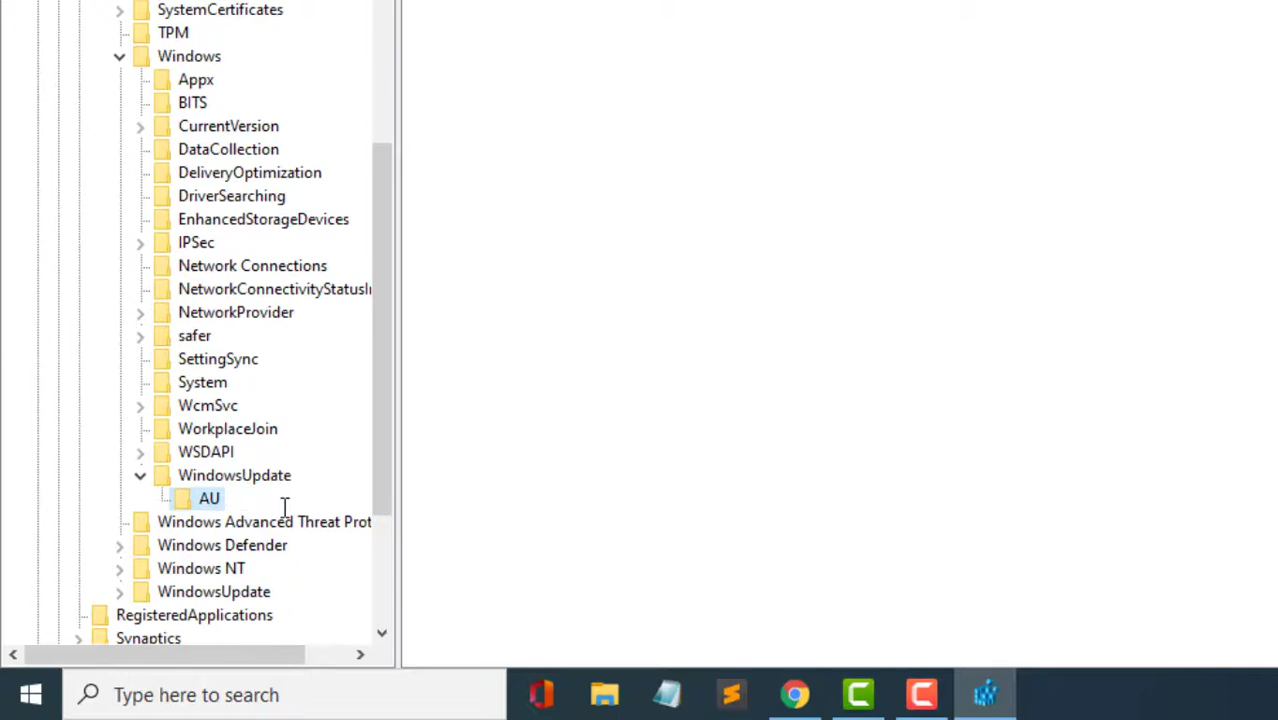 SystemCertificates
TPM
Windows
Appx
BITS
CurrentVersion
DataCollection
DeliveryOptimization
DriverSearching
EnhancedStorageDevices
IPSec
Network Connections
NetworkConnectivityStatusI
NetworkProvider
safer
SettingSync
System
WcmSvc
WorkplaceJoin
WSDAPI
WindowsUpdate
AU
Windows Advanced Threat Prot
Windows Defender
Windows NT
WindowsUpdate
RegisteredApplications
Synaptics
Type here to search